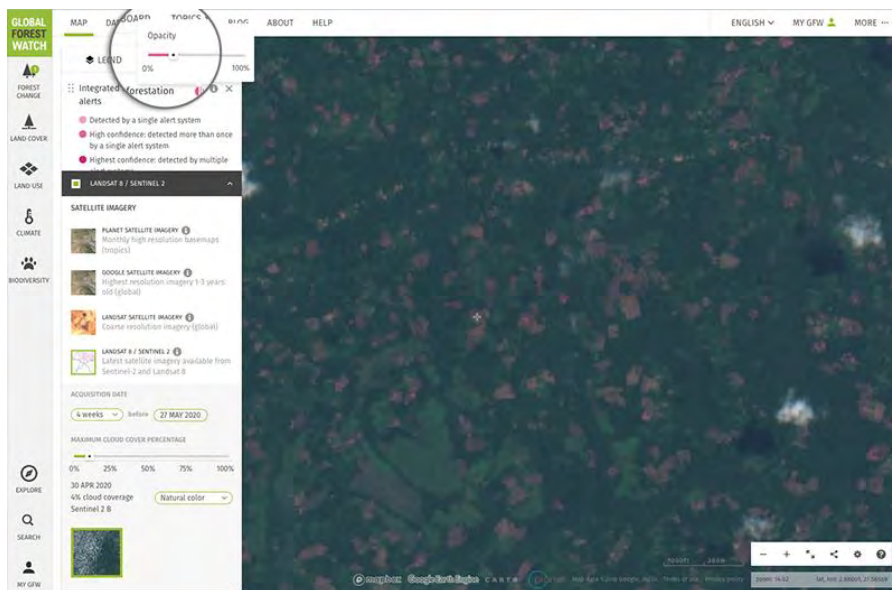 GLOBAL
FOREST
WATCH
MAP
TOPICS
BLOG
ABOUT
HELP
ENGLISH
MY GFW
MORE
Opacity
0%
100%
FOREST
CHANGE
LAND COVER
LAND USE
CLIMATE
BIODIVERSITY
EXPLORE
SEARCH
MY GFW
Integrated
forestation
alerts
Detected by a single alert system
High confidence: detected more than once
by a single alert system
Highest confidence: detected by multiple
LANDSAT 8 / SENTINEL 2
SATELLITE IMAGERY
PLANET SATELLITE IMAGERY
Monthly high resolution basemaps
(tropics)
GOOGLE SATELLITE IMAGERY
Highest resolution imagery 1-3 years
old (global)
LANDSAT SATELLITE IMAGERY
Coarse resolution imagery (global)
LANDSAT 8 / SENTINEL 2
Latest satellite imagery available from
Sentinel-2 and Landsat 8
ACQUISITION DATE
4 weeks before 27 MAY 2020
MAXIMUM CLOUD COVER PERCENTAGE
0% 25% 50% 75% 100%
30 APR 2020
4% cloud coverage
Sentinel 2 B
Natural color
mapbox Google Earth Engine CARTO